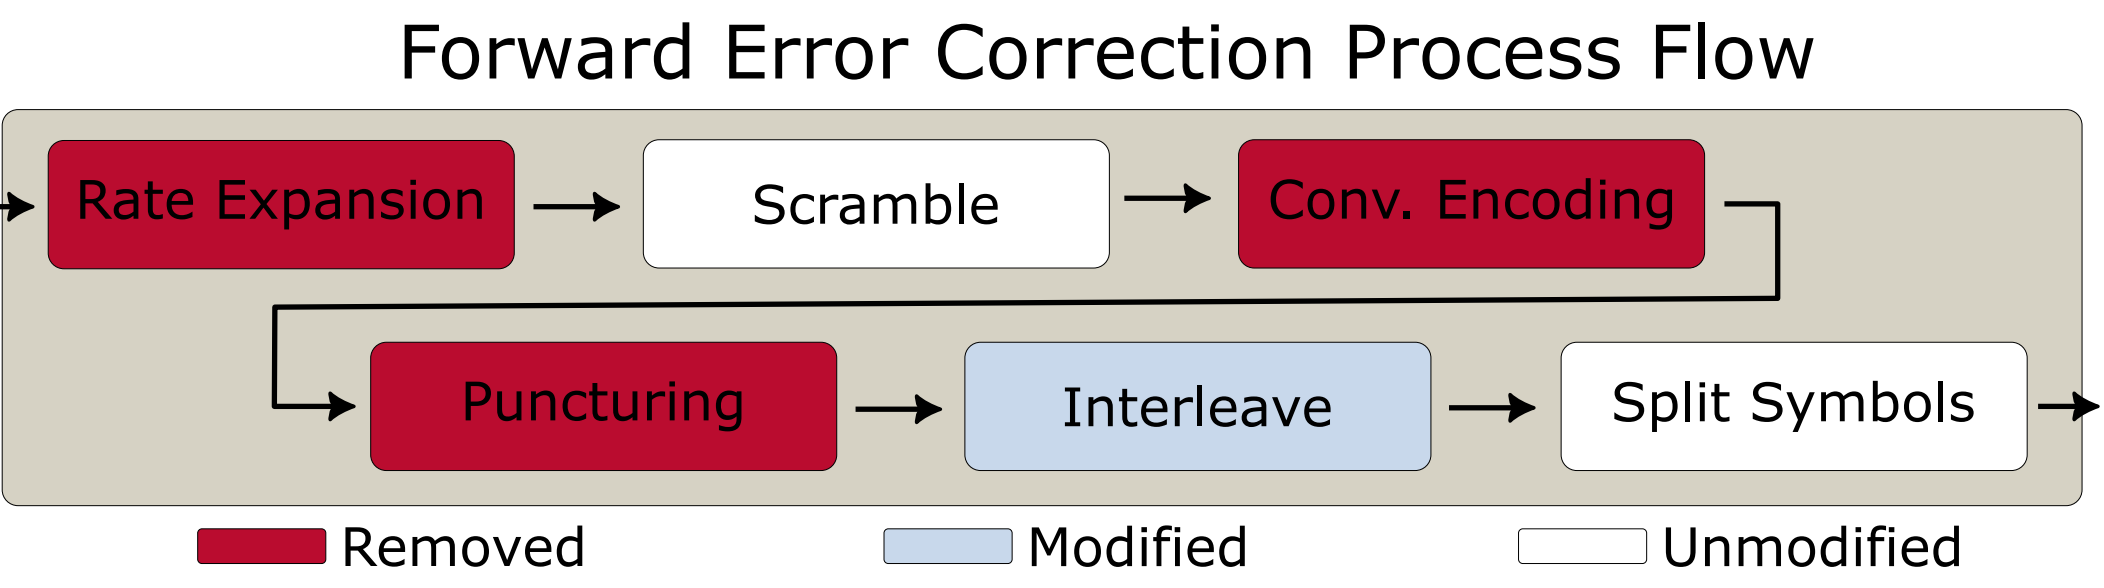 Forward Error Correction Process Flow
Rate Expansion
Scramble
Conv. Encoding
Puncturing
Interleave
Split Symbols
Removed
Modified
Unmodified